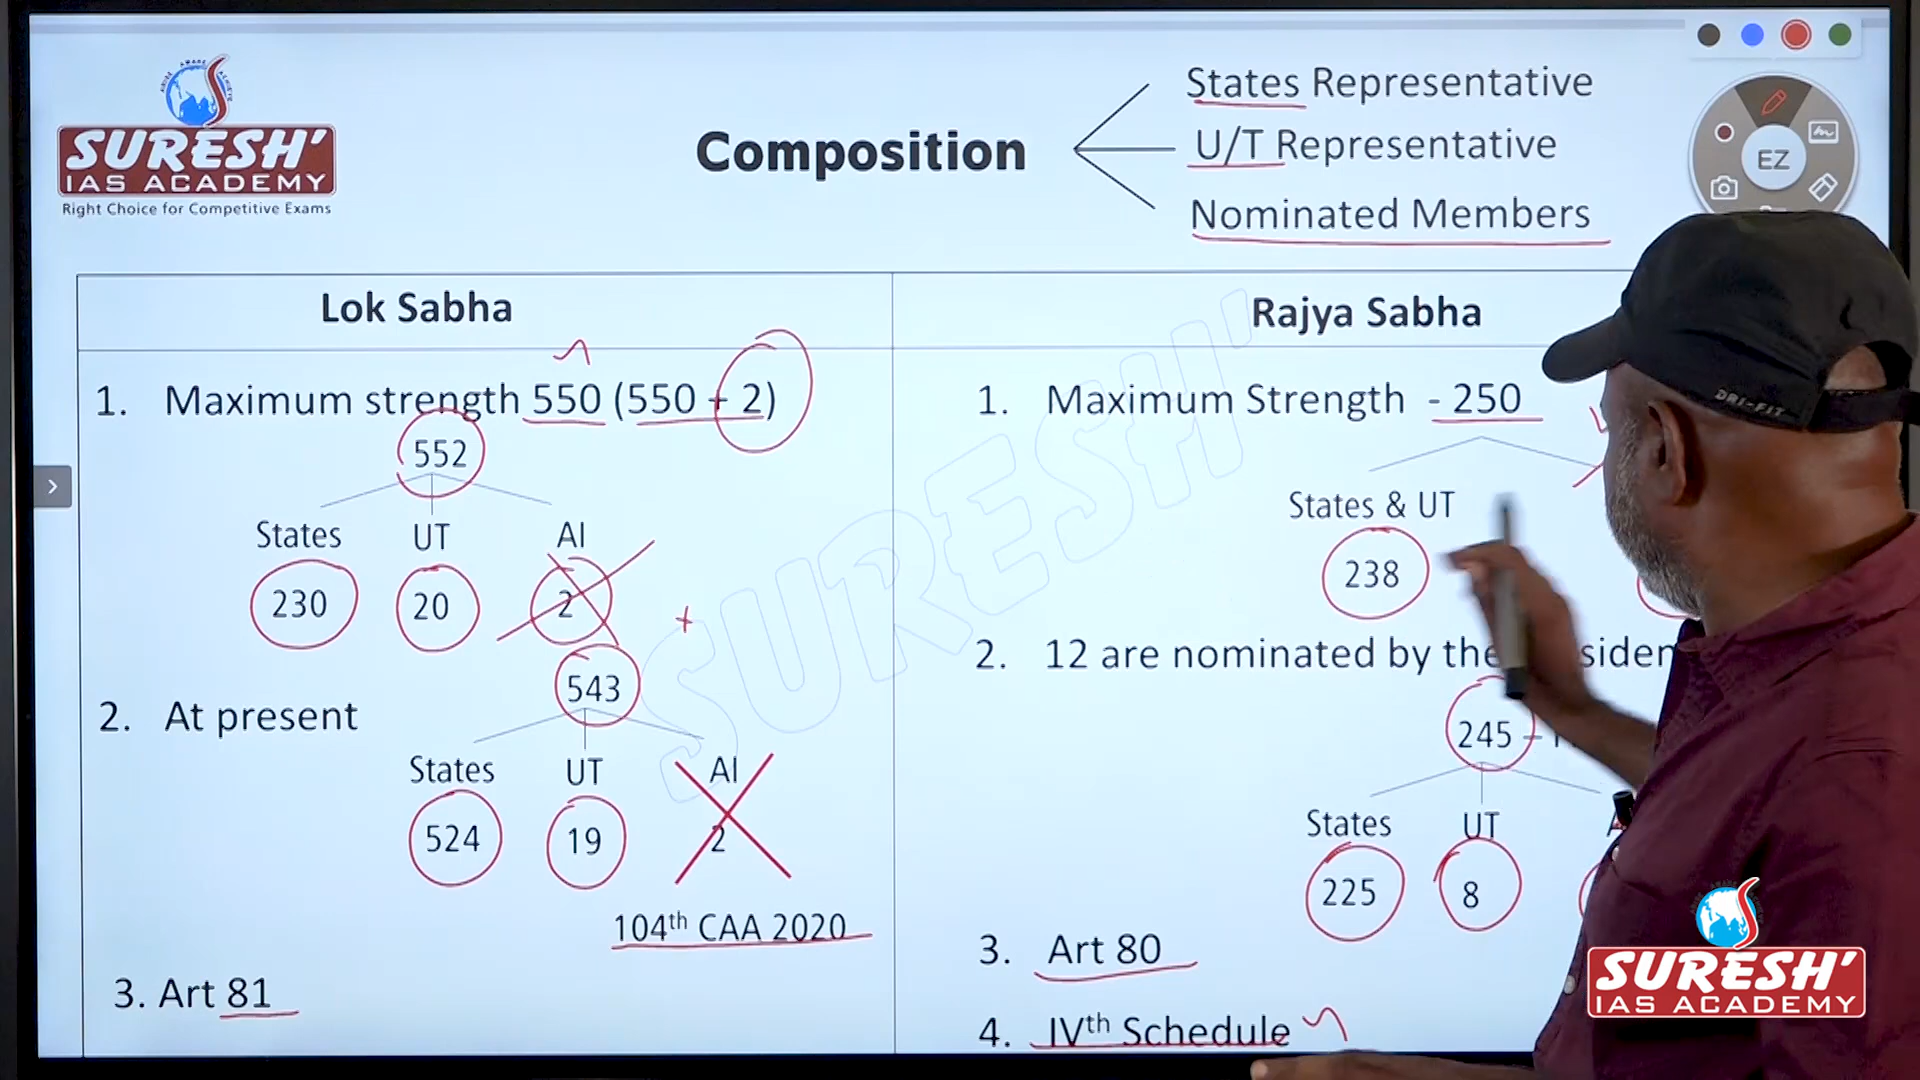 SURESH'
IAS ACADEMY
Right Choice for Competitive Exams
Composition
States Representative
U/T Representative
Nominated Members
EZ
Lok Sabha
Rajya Sabha
1. Maximum strength 550 (550 + 2)
552
States UT AI
230 20 2
2. At present
543
States UT AI
524 19 2
104th CAA 2020
3. Art 81
1. Maximum Strength - 250
States & UT
238
2. 12 are nominated by the
245 -
States UT
225 8
3. Art 80
4. IVth Schedule
SURESH'
DRI-FIT
SURESH'
IAS ACADEMY